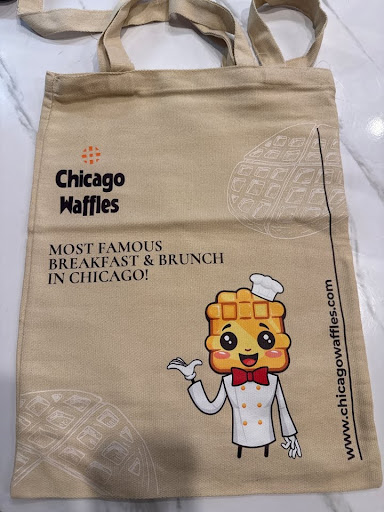 Chicago
Waffles
MOST FAMOUS
BREAKFAST & BRUNCH
IN CHICAGO!
www.chicagowaffles.com